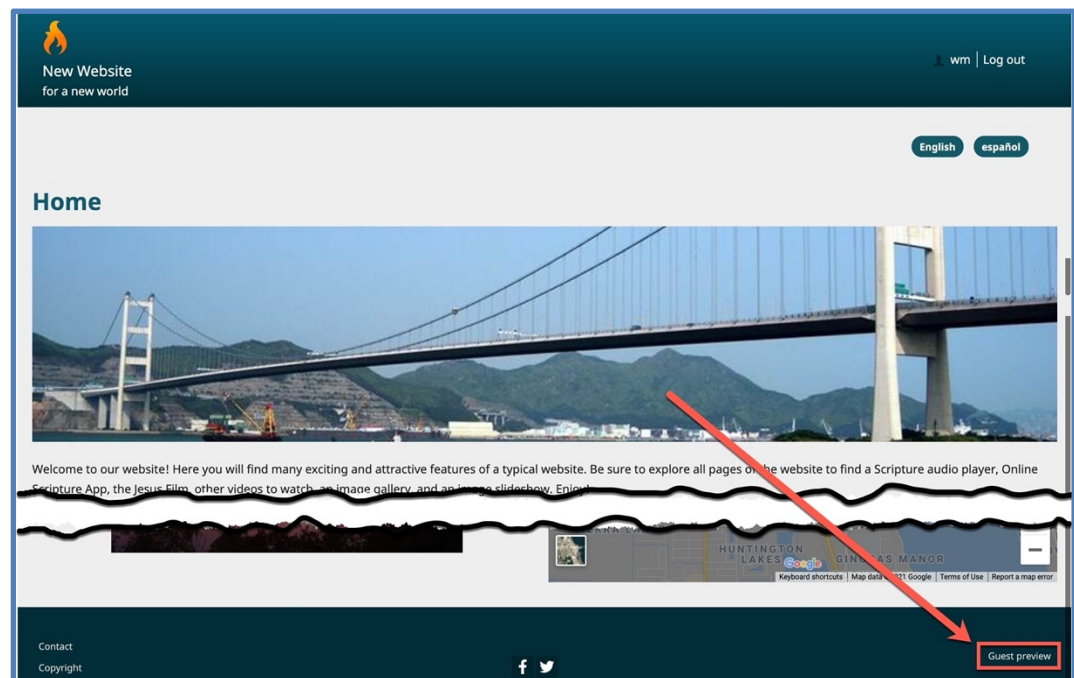 New Website
for a new world
wm | Log out
English español
Home
Welcome to our website! Here you will find many exciting and attractive features of a typical website. Be sure to explore all pages of the website to find a Scripture audio player, Online
Scripture App, the Jesus Film, other videos to watch, an image gallery, and an image slideshow. Enjoy!
HUNTINGTON
LAKES
GINGRAS MANOR
Google
Keyboard shortcuts Map data ©2021 Google Terms of Use Report a map error
Contact
Copyright
Guest preview